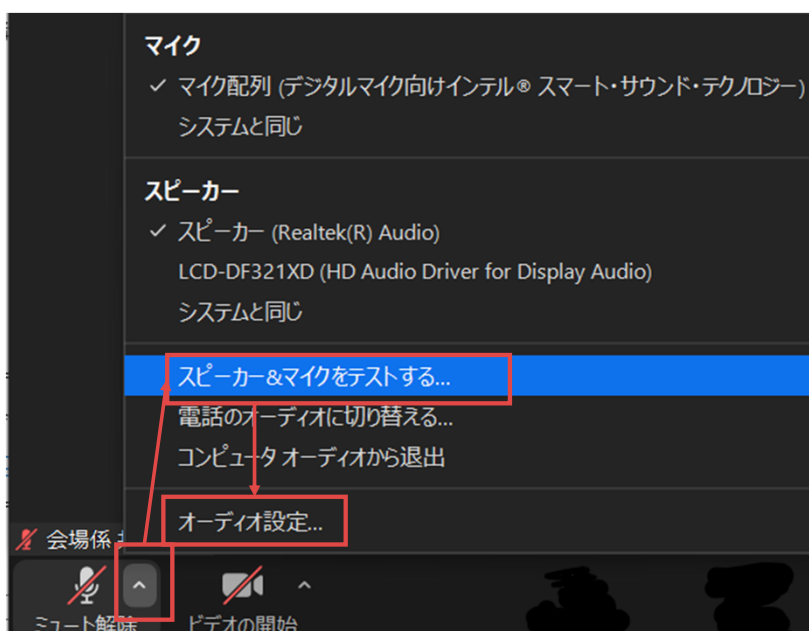 マイク
マイク配列 (デジタルマイク向けインテル® スマート・サウンド・テクノロジー)
システムと同じ
スピーカー
スピーカー (Realtek(R) Audio)
LCD-DF321XD (HD Audio Driver for Display Audio)
システムと同じ
スピーカー&マイクをテストする...
電話のオーディオに切り替える...
コンピュータ オーディオから退出
オーディオ設定...
会場係
ミュート解除
ビデオの開始